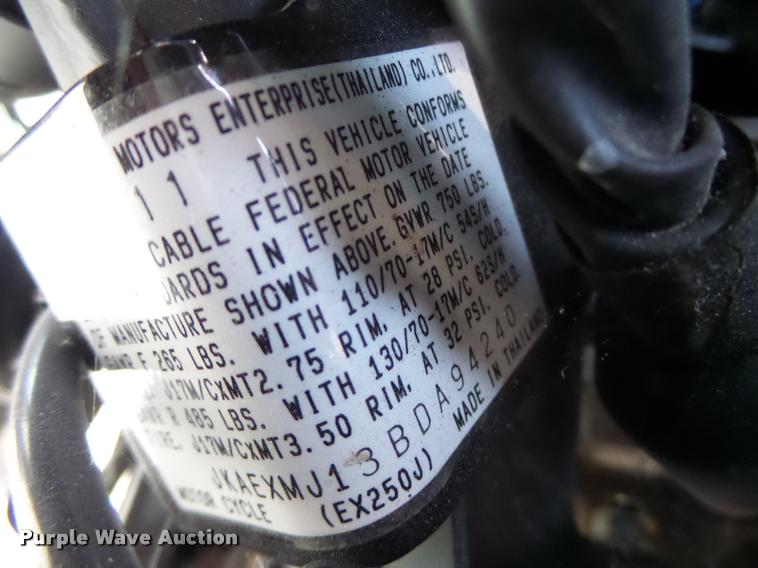 MOTORS ENTERPRISE(THAILAND) CO.,LTD.
11 THIS VEHICLE CONFORMS
CABLE FEDERAL MOTOR VEHICLE
DARDS IN EFFECT ON THE DATE
OF MANUFACTURE SHOWN ABOVE.GVWR 750 LBS.
F 265 LBS. WITH 110/70-17M/C 54S/H
J17M/CxMT2.75 RIM, AT 28 PSI. COLD.
R 485 LBS. WITH 130/70-17M/C 62S/H
TIRE, J17M/CxMT3.50 RIM, AT 32 PSI. COLD.
JKAEXMJ13BDA94240
MOTOR CYCLE (EX250J) MADE IN THAILAND
Purple Wave Auction